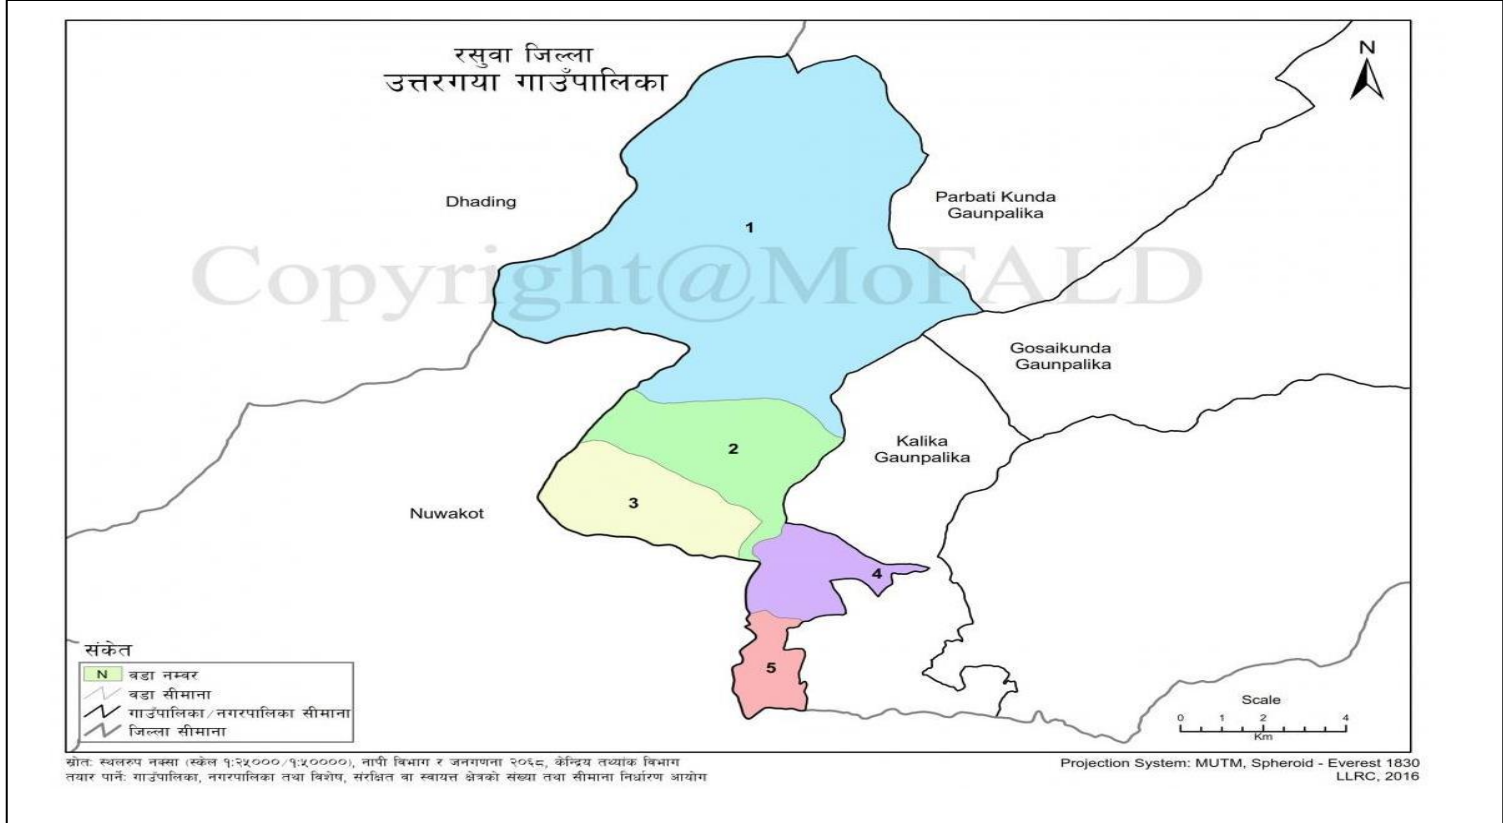 रसुवा जिल्ला
उत्तरगया गाउँपालिका
N
Dhading
1
Parbati Kunda
Gaunpalika
Copyright@MoFALD
Gosaikunda
Gaunpalika
2
Kalika
Gaunpalika
3
Nuwakot
4
5
संकेत
N वडा नम्वर
वडा सीमाना
गाउँपालिका/नगरपालिका सीमाना
जिल्ला सीमाना
Scale
0 1 2 4
Km
स्रोतः स्थलरुप नक्सा (स्केल १:२५०००/१:५००००), नापी विभाग र जनगणना २०६८, केन्द्रिय तथ्यांक विभाग
तयार पार्नेः गाउँपालिका, नगरपालिका तथा विशेष, संरक्षित वा स्वायत्त क्षेत्रको संख्या तथा सीमाना निर्धारण आयोग
Projection System: MUTM, Spheroid - Everest 1830
LLRC, 2016